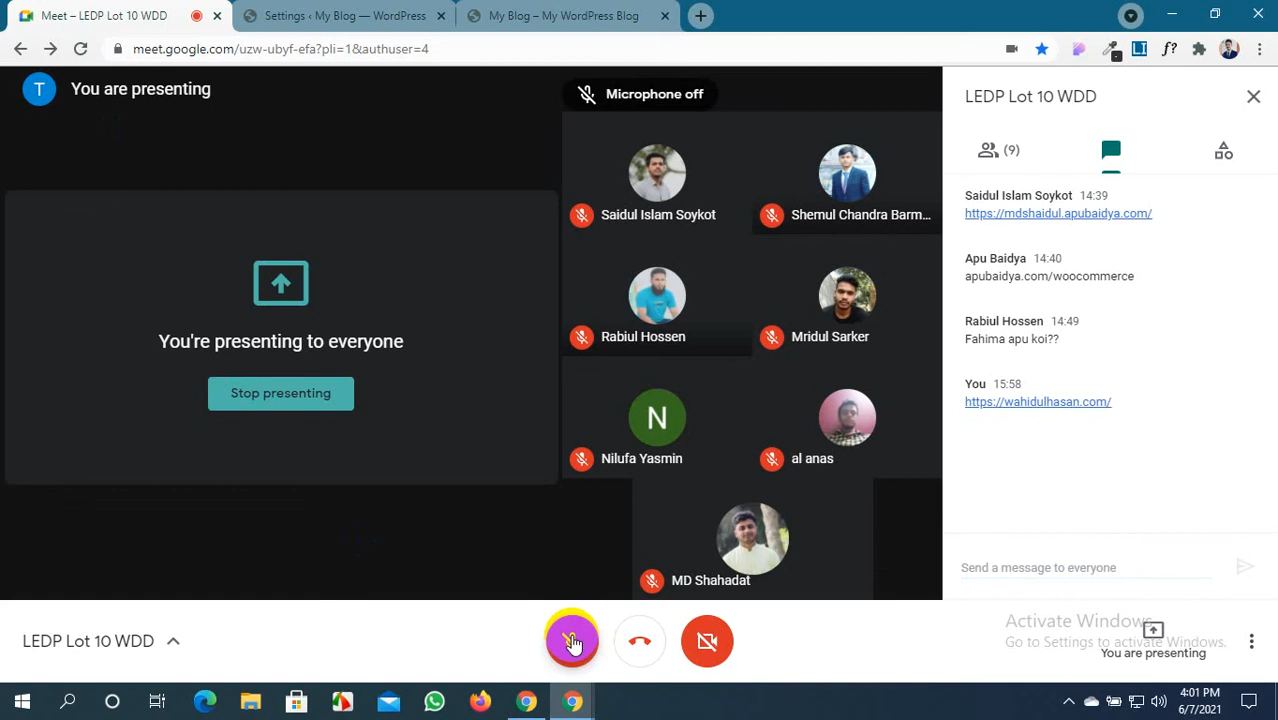 Meet – LEDP Lot 10 WDD
Settings ‹ My Blog — WordPress
My Blog – My WordPress Blog
meet.google.com/uzw-ubyf-efa?pli=1&authuser=4
LI
f?
T
You are presenting
Microphone off
LEDP Lot 10 WDD
(9)
Saidul Islam Soykot
Shemul Chandra Barm...
Rabiul Hossen
Mridul Sarker
N
Nilufa Yasmin
al anas
MD Shahadat
You're presenting to everyone
Stop presenting
Saidul Islam Soykot 14:39
https://mdshaidul.apubaidya.com/
Apu Baidya 14:40
apubaidya.com/woocommerce
Rabiul Hossen 14:49
Fahima apu koi??
You 15:58
https://wahidulhasan.com/
Send a message to everyone
Activate Windows
Go to Settings to activate Windows.
LEDP Lot 10 WDD
You are presenting
4:01 PM
6/7/2021